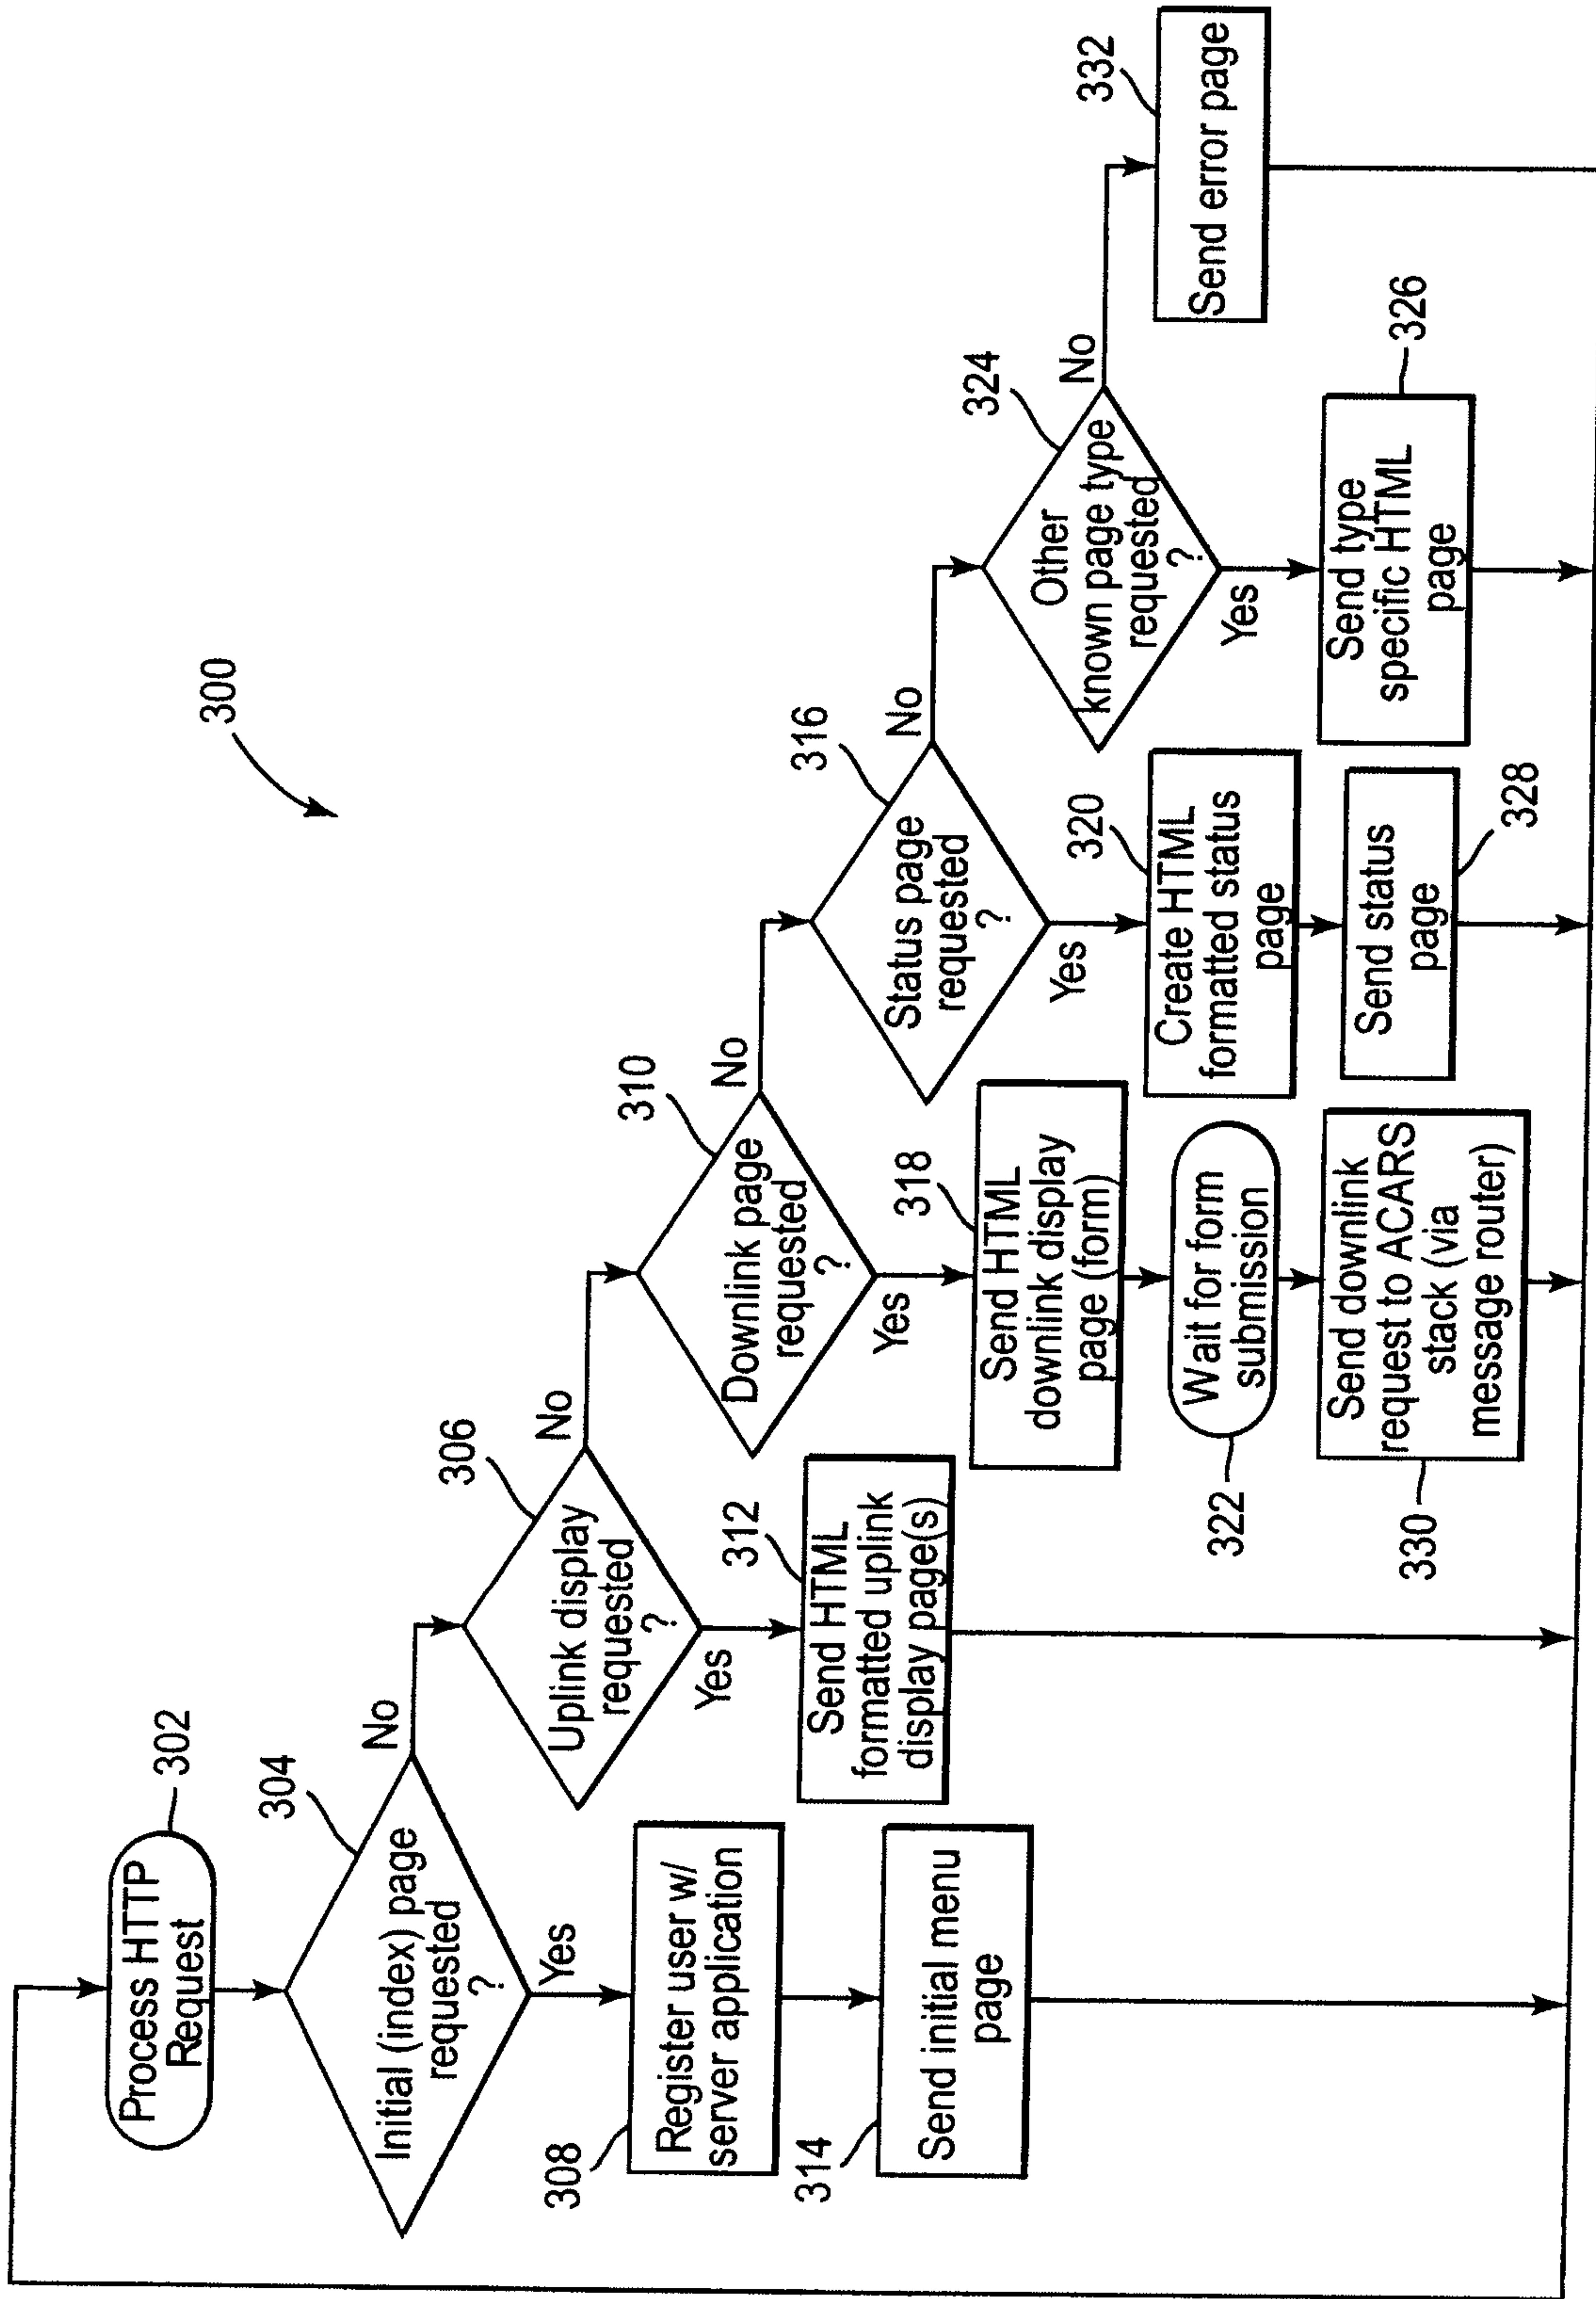 300
302
Process HTTP
Request
304
Initial (index) page
requested
?
No
Yes
308
Register user w/
server application
314
Send initial menu
page
306
Uplink display
requested
?
No
Yes
312
Send HTML
formatted uplink
display page(s)
310
Downlink page
requested
?
No
Yes
318
Send HTML
downlink display
page (form)
322
Wait for form
submission
330
Send downlink
request to ACARS
stack (via
message router)
316
Status page
requested
?
No
Yes
320
Create HTML
formatted status
page
328
Send status
page
324
Other
known page type
requested
?
No
Yes
326
Send type
specific HTML
page
332
Send error page